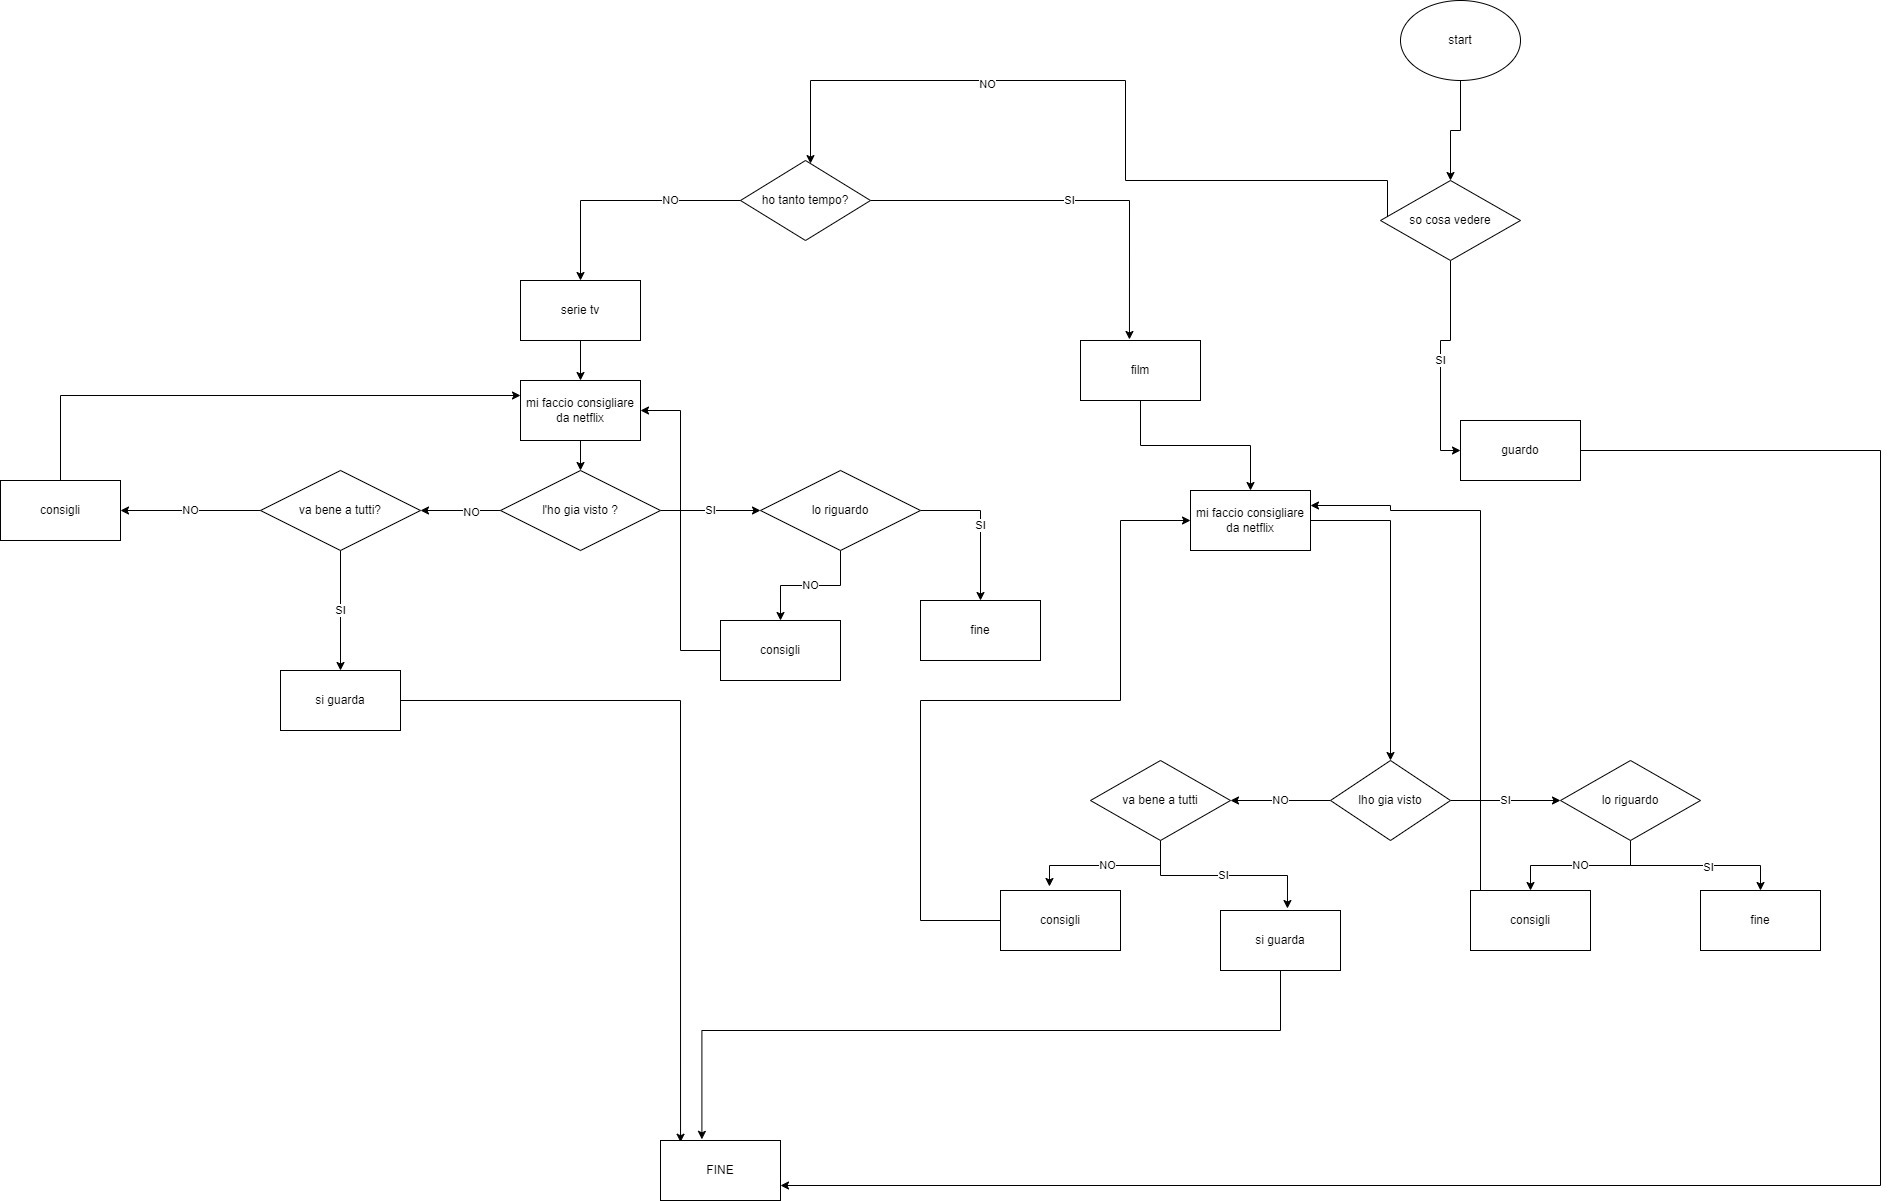 start
NO
ho tanto tempo?
NO
SI
so cosa vedere
serie tv
film
SI
mi faccio consigliare
da netflix
guardo
consigli
NO
va bene a tutti?
NO
l'ho gia visto ?
SI
lo riguardo
SI
mi faccio consigliare
da netflix
NO
SI
fine
consigli
si guarda
va bene a tutti
NO
lho gia visto
SI
lo riguardo
NO
SI
NO
SI
consigli
si guarda
consigli
fine
FINE